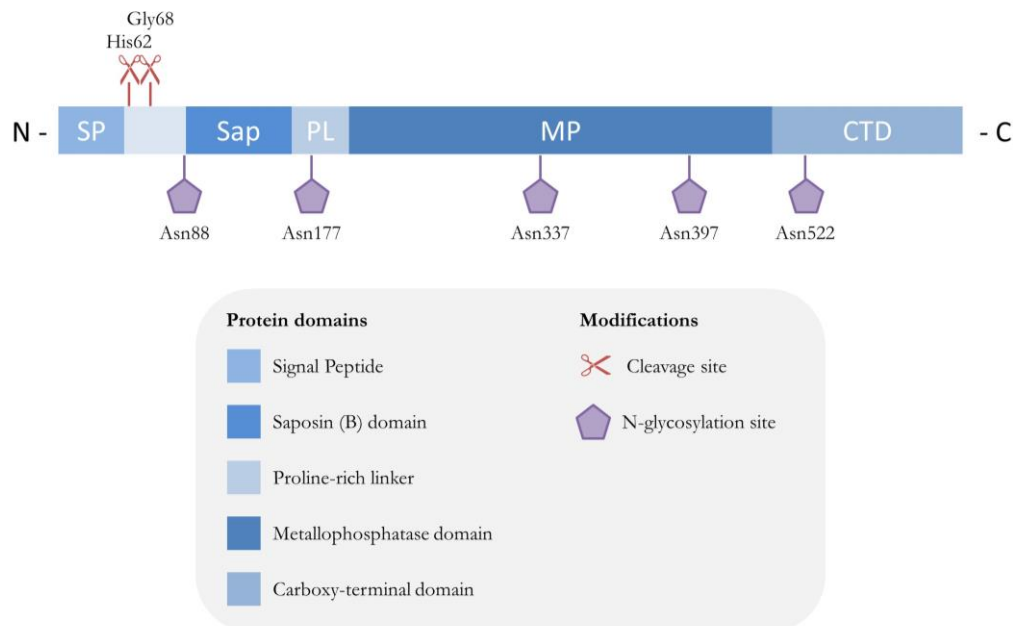 Gly68
His62
N - SP Sap PL MP CTD - C
Asn88 Asn177 Asn337 Asn397 Asn522
Protein domains
Signal Peptide
Saposin (B) domain
Proline-rich linker
Metallophosphatase domain
Carboxy-terminal domain
Modifications
Cleavage site
N-glycosylation site